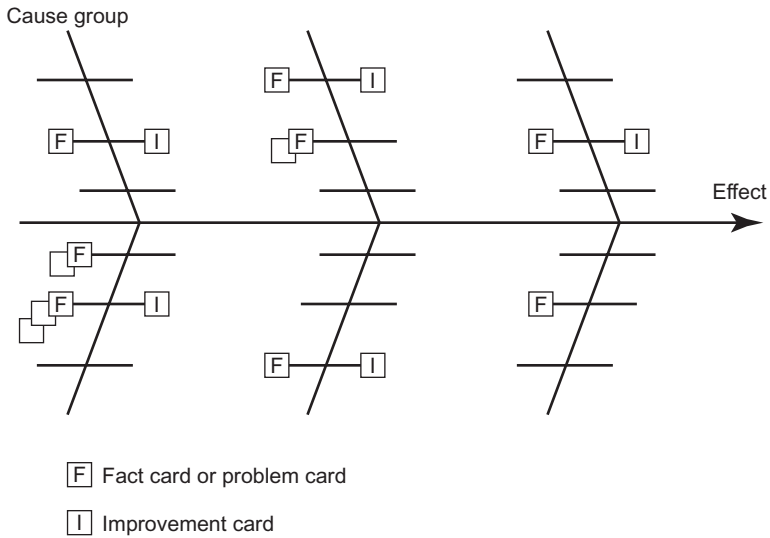 Cause group
F I
F I F F I
Effect
F
F I F
F I
F Fact card or problem card
I Improvement card